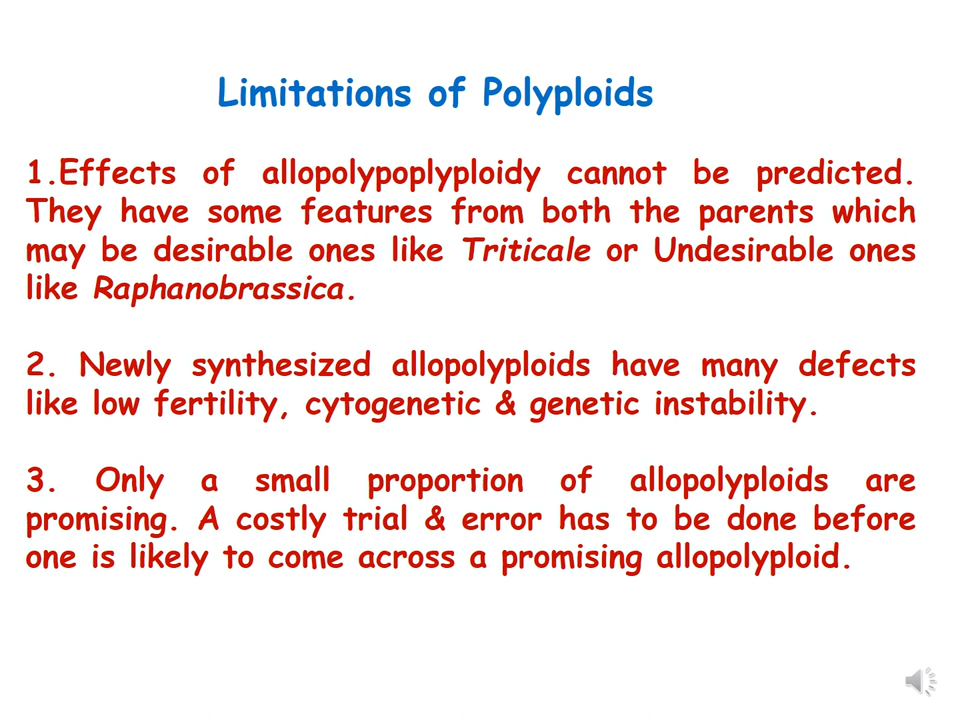 Limitations of Polyploids
1.Effects of allopolypoplyploidy cannot be predicted.
They have some features from both the parents which
may be desirable ones like Triticale or Undesirable ones
like Raphanobrassica.
2. Newly synthesized allopolyploids have many defects
like low fertility, cytogenetic & genetic instability.
3. Only a small proportion of allopolyploids are
promising. A costly trial & error has to be done before
one is likely to come across a promising allopolyploid.